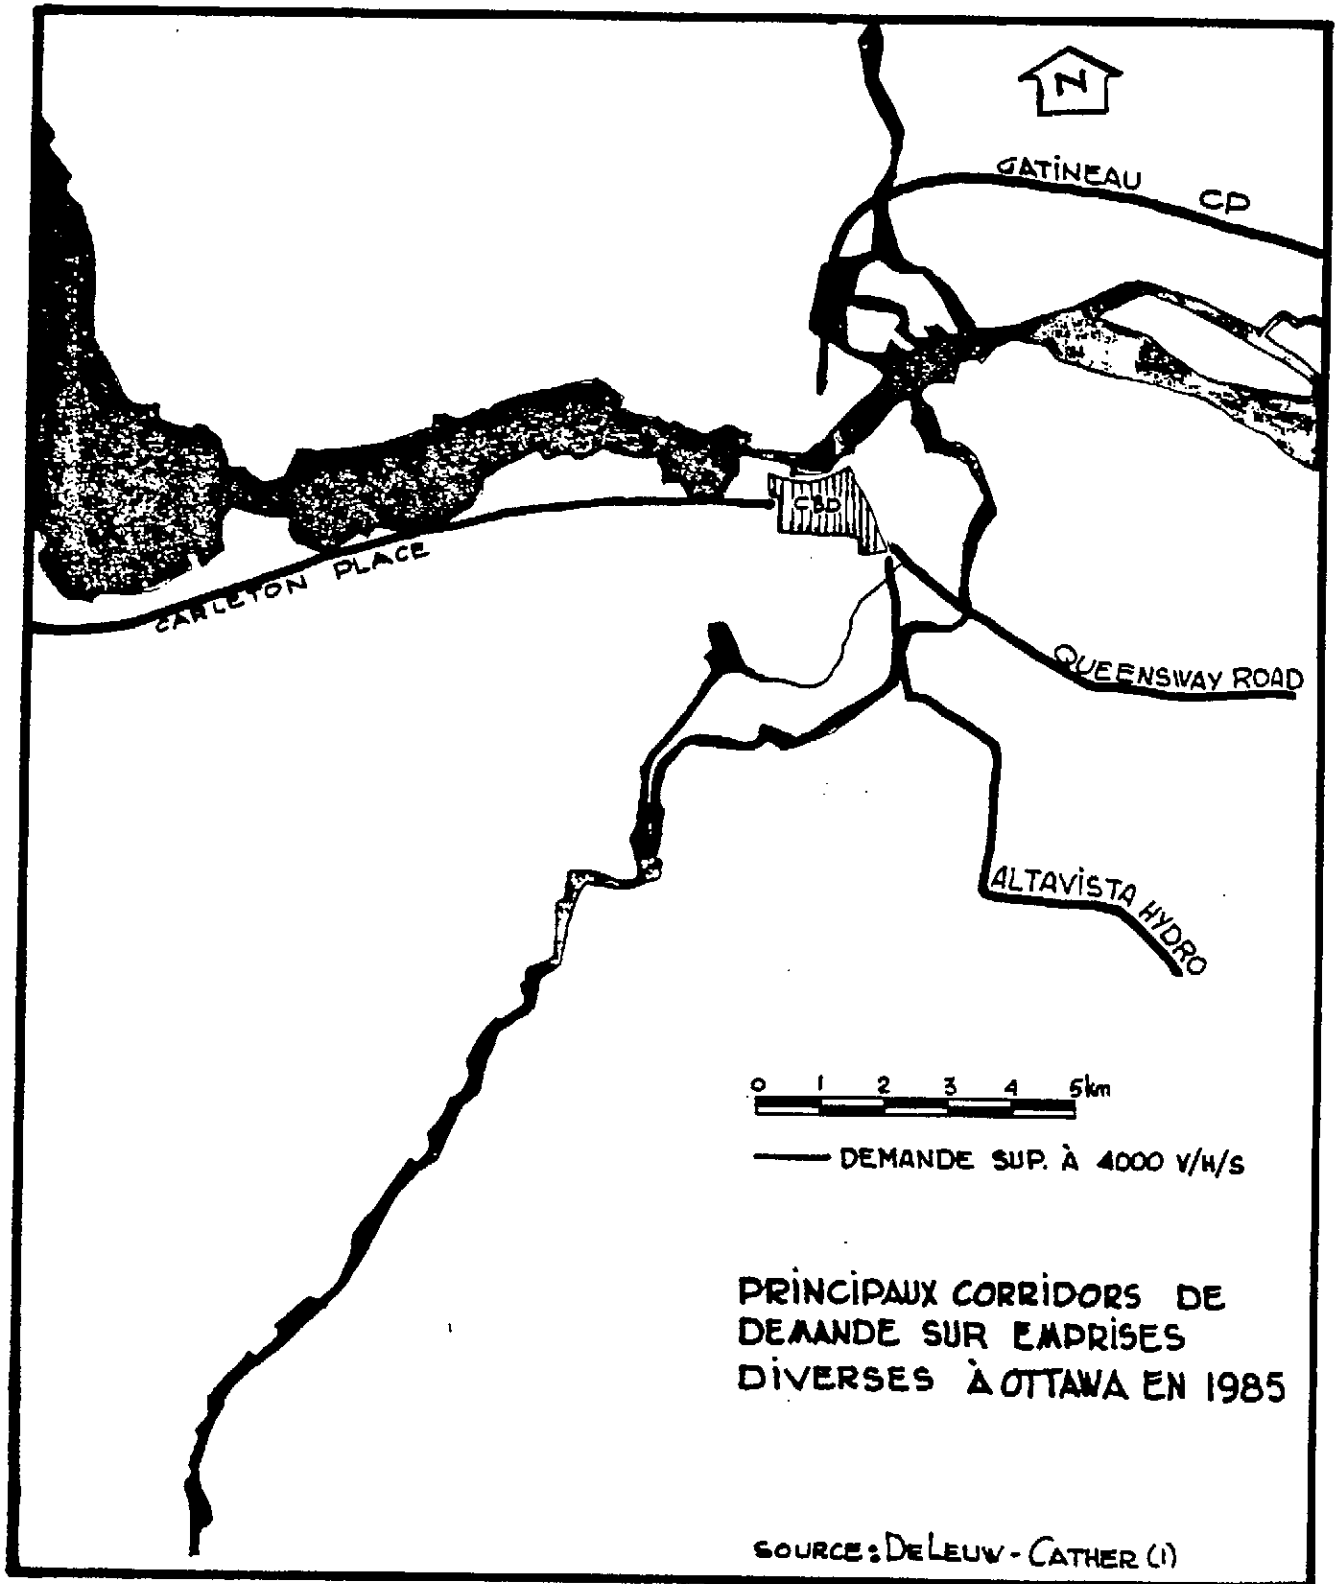 N
GATINEAU CP
CBD
CARLETON PLACE
QUEENSWAY ROAD
ALTAVISTA HYDRO
0 1 2 3 4 5km
DEMANDE SUP. À 4000 V/H/S
PRINCIPAUX CORRIDORS DE
DEMANDE SUR EMPRISES
DIVERSES À OTTAWA EN 1985
SOURCE: DELEUW-CATHER (1)